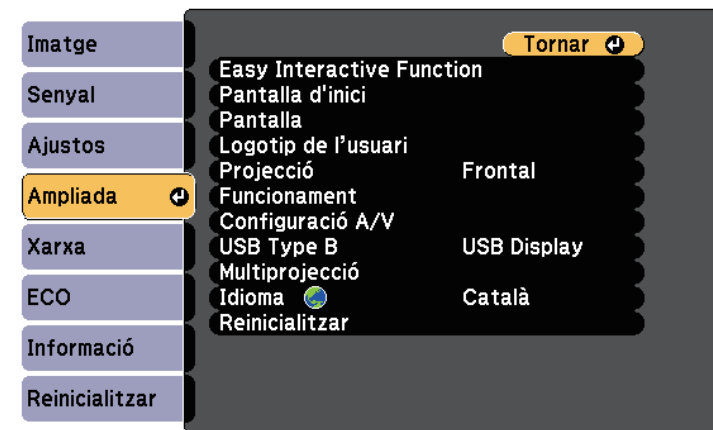 Imatge
Senyal
Ajustos
Ampliada
Xarxa
ECO
Informació
Reinicialitzar
Tornar
Easy Interactive Function
Pantalla d'inici
Pantalla
Logotip de l’usuari
Projecció Frontal
Funcionament
Configuració A/V
USB Type B USB Display
Multiprojecció
Idioma Català
Reinicialitzar